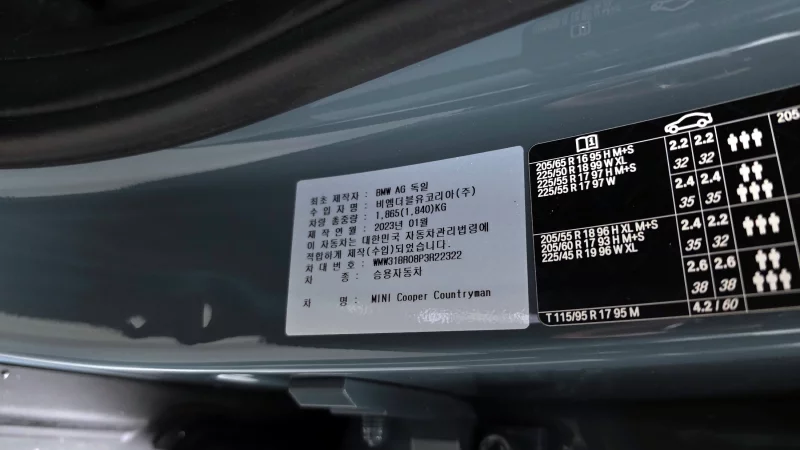 최초 제작자 : BMW AG 독일
수 입 자 명 : 비엠더블유코리아(주)
차량 총중량 : 1,865(1,840)KG
제 작 연 월 : 2023년 01월
이 자동차는 대한민국 자동차관리법령에
적합하게 제작(수입)되었습니다.
차 대 번 호 : WMW31BR08P3R22322
차 종 : 승용자동차
차 명 : MINI Cooper Countryman
205/65 R 16 95 H M+S
225/50 R 18 99 W XL
225/55 R 17 97 H M+S
225/55 R 17 97 W
2.2 2.2
32 32
2.4 2.4
35 35
205/55 R 18 96 H XL M+S
205/60 R 17 93 H M+S
225/45 R 19 96 W XL
2.4 2.2
35 32
2.6 2.6
38 38
T 115/95 R 17 95 M
4.2 / 60
205